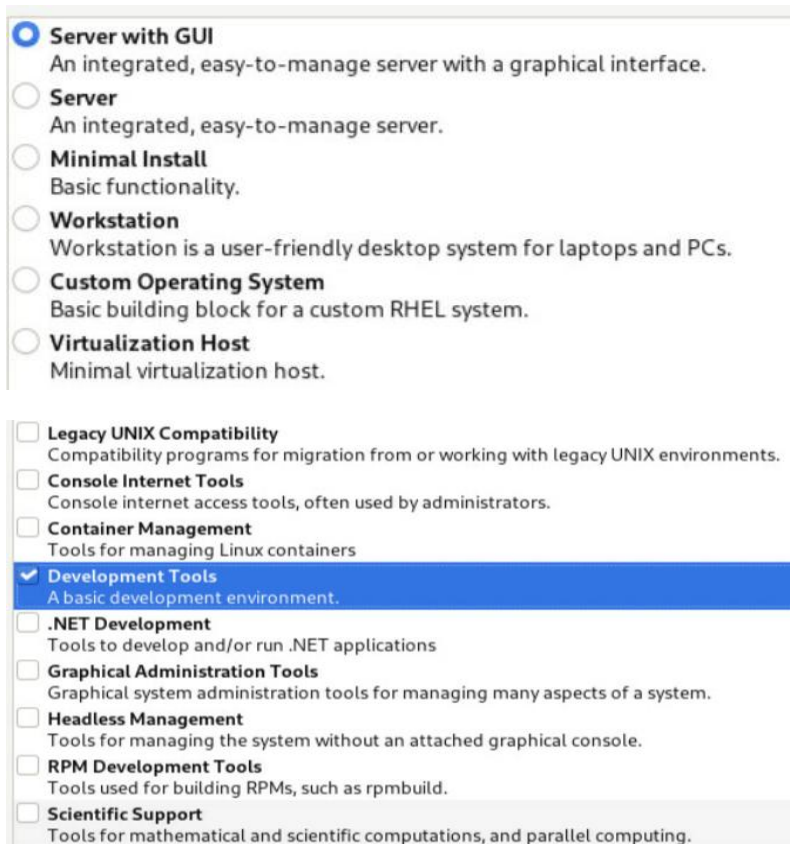 Server with GUI
An integrated, easy-to-manage server with a graphical interface.
Server
An integrated, easy-to-manage server.
Minimal Install
Basic functionality.
Workstation
Workstation is a user-friendly desktop system for laptops and PCs.
Custom Operating System
Basic building block for a custom RHEL system.
Virtualization Host
Minimal virtualization host.
Legacy UNIX Compatibility
Compatibility programs for migration from or working with legacy UNIX environments.
Console Internet Tools
Console internet access tools, often used by administrators.
Container Management
Tools for managing Linux containers
Development Tools
A basic development environment.
.NET Development
Tools to develop and/or run .NET applications
Graphical Administration Tools
Graphical system administration tools for managing many aspects of a system.
Headless Management
Tools for managing the system without an attached graphical console.
RPM Development Tools
Tools used for building RPMs, such as rpmbuild.
Scientific Support
Tools for mathematical and scientific computations, and parallel computing.